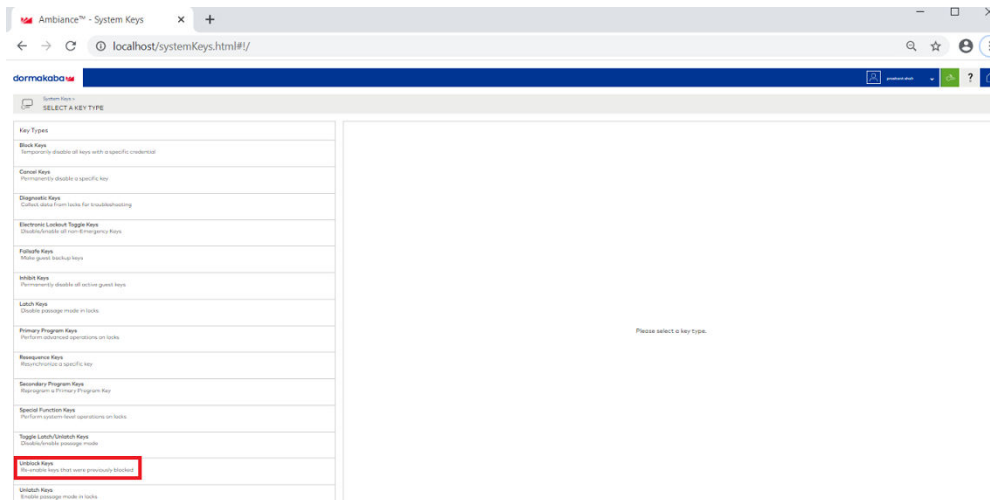 Ambiance™ - System Keys
localhost/systemKeys.html#!/
dormakaba
?
System Keys »
SELECT A KEY TYPE
Key Types
Block Keys
Temporarily disable all keys with a specific credential
Cancel Keys
Permanently disable a specific key
Diagnostic Keys
Collect data from locks for troubleshooting
Electronic Lockout Toggle Keys
Disable/enable all non-Emergency Keys
Failsafe Keys
Make guest backup keys
Inhibit Keys
Permanently disable all active guest keys
Latch Keys
Disable passage mode in locks
Primary Program Keys
Perform advanced operations on locks
Resequence Keys
Resynchronize a specific key
Secondary Program Keys
Reprogram a Primary Program Key
Special Function Keys
Perform system-level operations on locks
Toggle Latch/Unlatch Keys
Disable/enable passage mode
Unblock Keys
Re-enable keys that were previously blocked
Unlatch Keys
Enable passage mode in locks
Please select a key type.